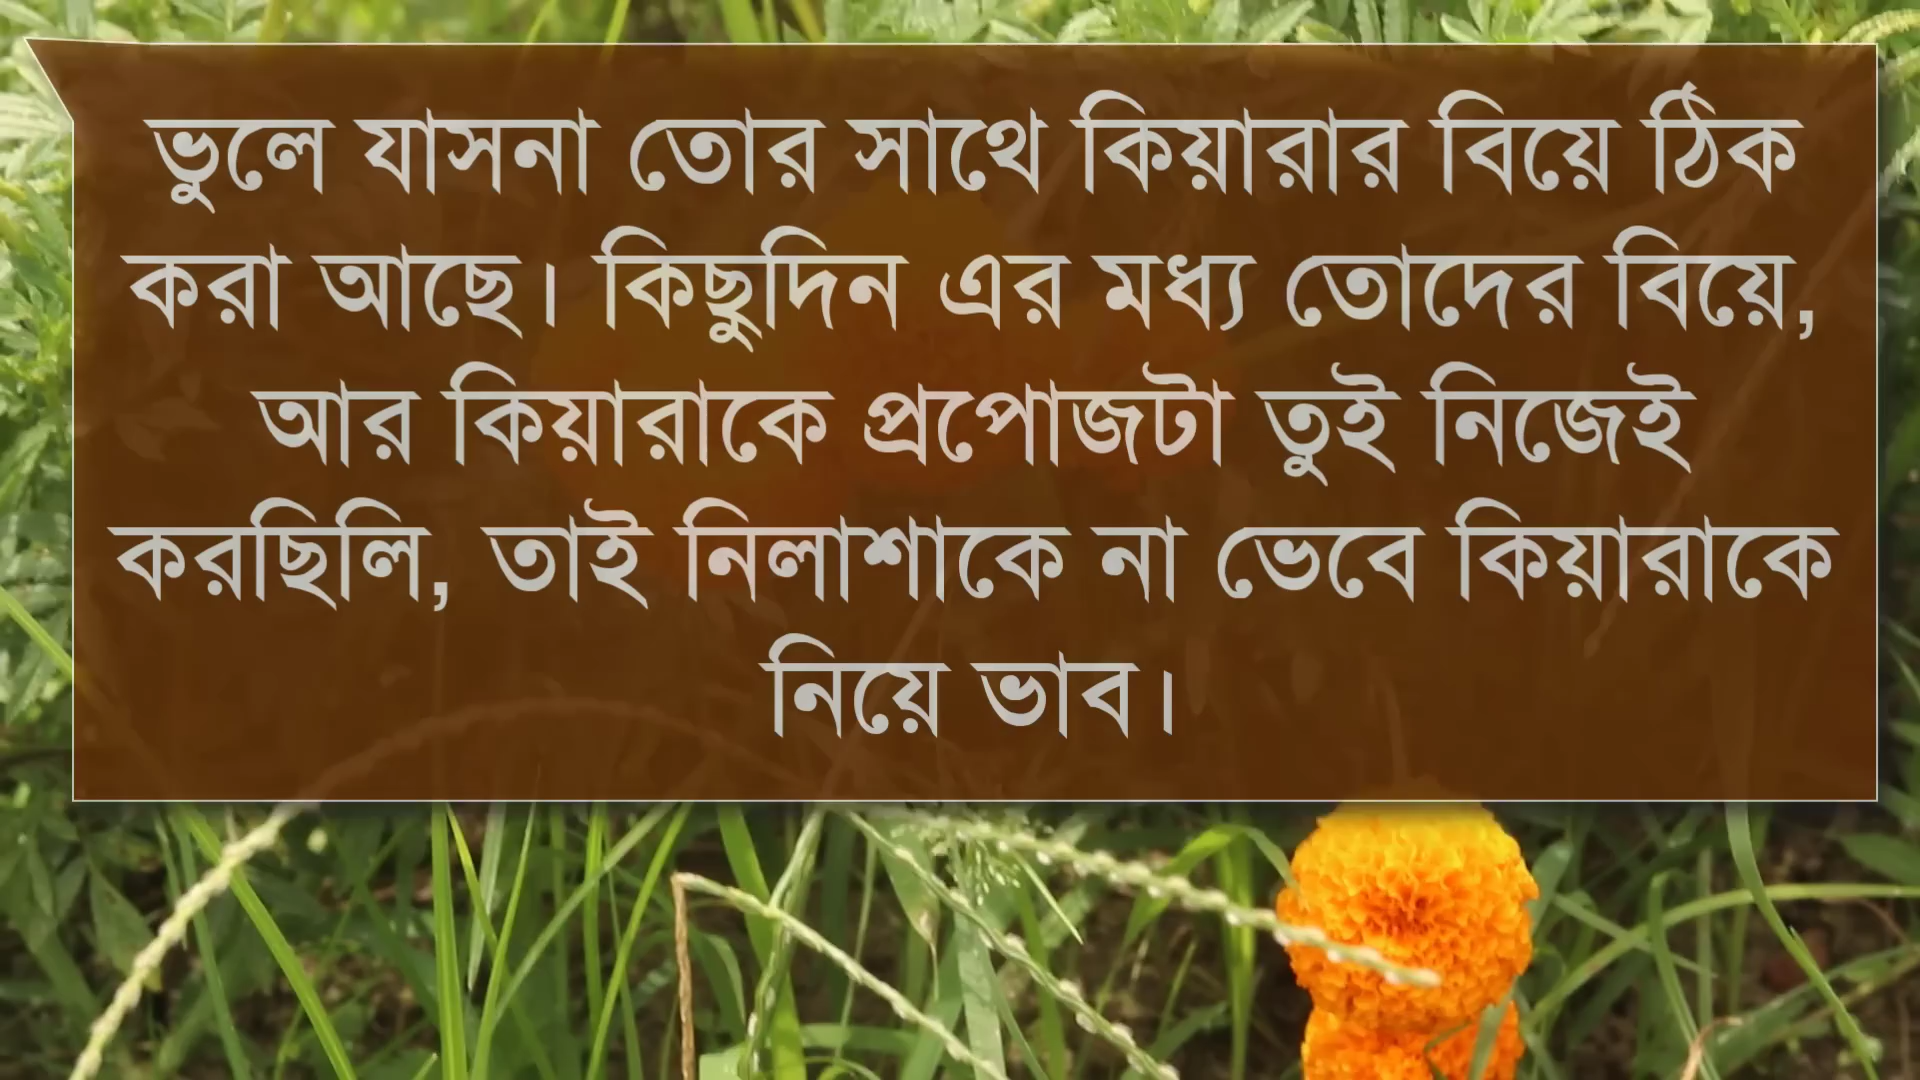 ভুলে যাসনা তোর সাথে কিয়ারার বিয়ে ঠিক
করা আছে। কিছুদিন এর মধ্য তোদের বিয়ে,
আর কিয়ারাকে প্রপোজটা তুই নিজেই
করছিলি, তাই নিলাশাকে না ভেবে কিয়ারাকে
নিয়ে ভাব।